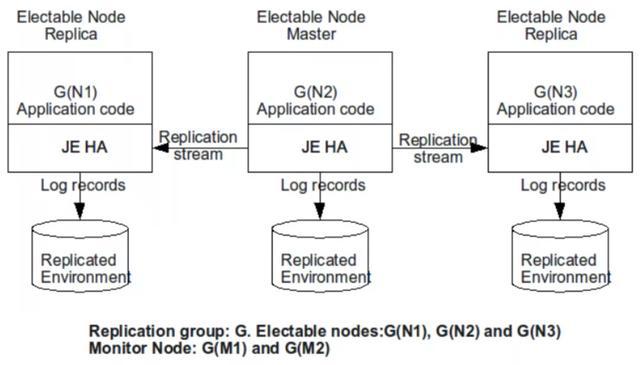 Electable Node
Replica
Electable Node
Master
Electable Node
Replica
G(N1)
Application code
G(N2)
Application code
G(N3)
Application code
JE HA
Replication
stream
JE HA
Replication
stream
JE HA
Log records
Log records
Log records
Replicated
Environment
Replicated
Environment
Replicated
Environment
Replication group: G. Electable nodes:G(N1), G(N2) and G(N3)
Monitor Node: G(M1) and G(M2)